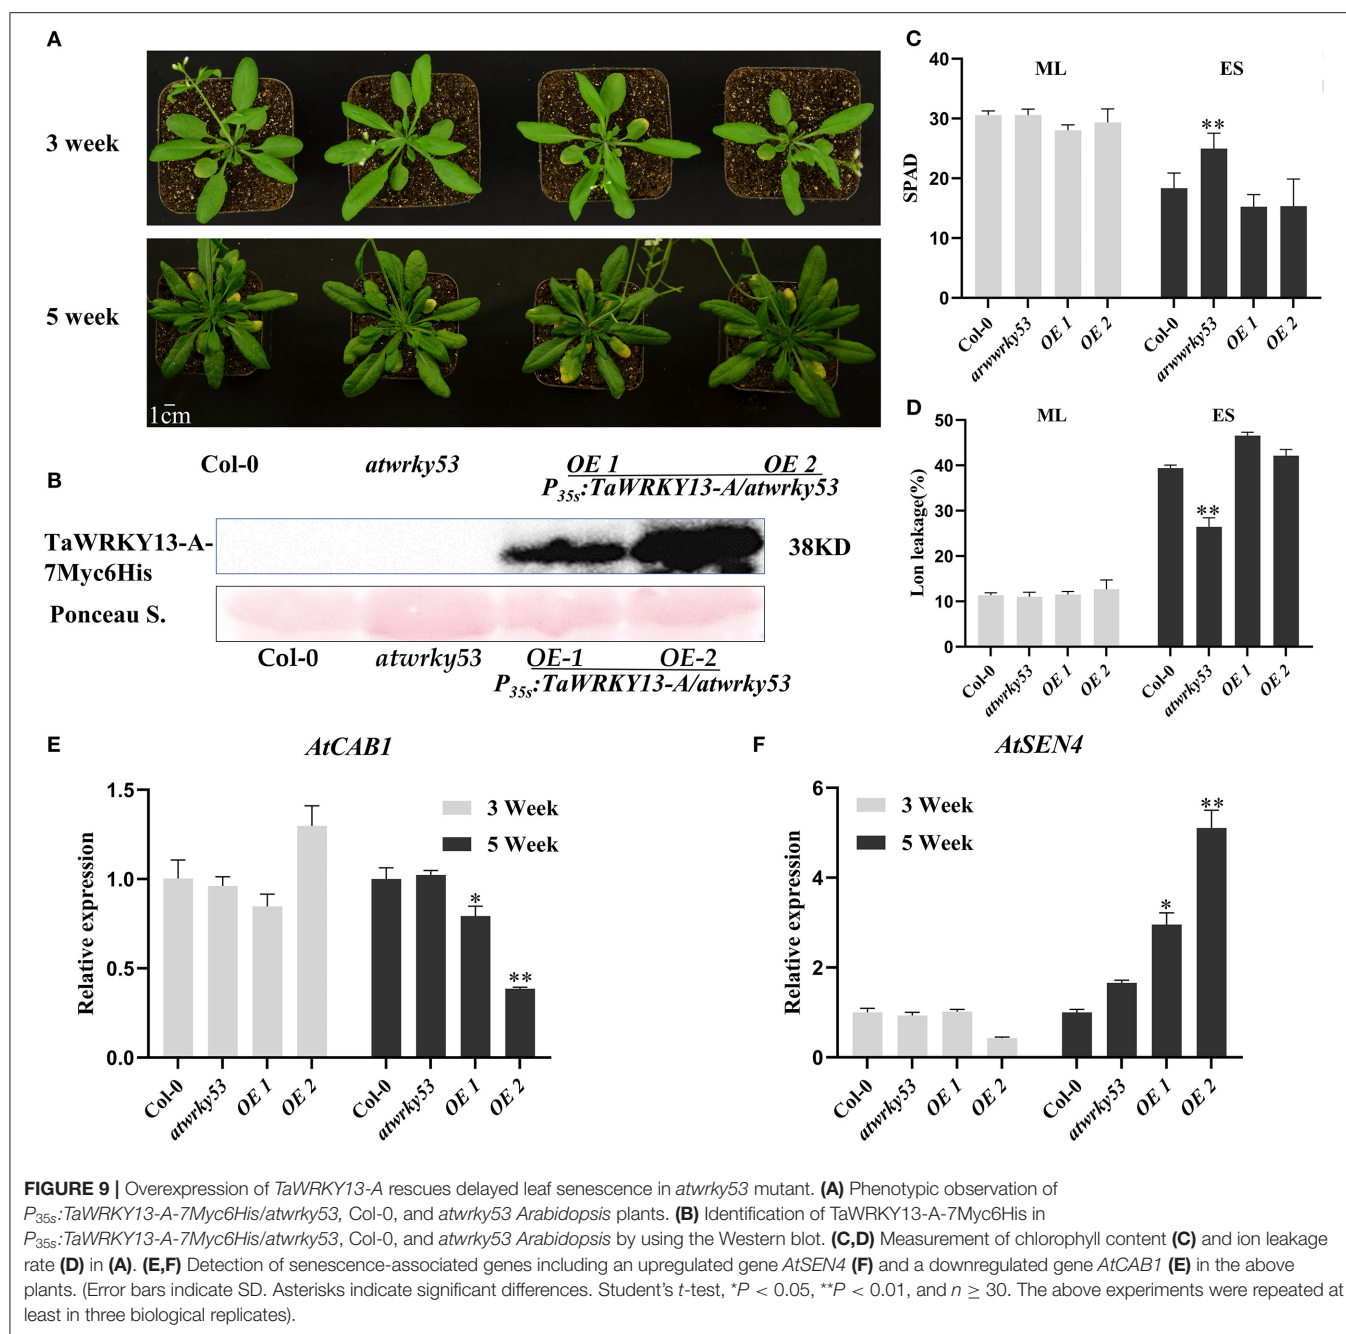 A
3 week
5 week
1cm
Col-0 atwrky53 OE 1 OE 2
P35s:TaWRKY13-A/atwrky53
B
TaWRKY13-A-
7Myc6His
38KD
Ponceau S.
Col-0 atwrky53 OE-1 OE-2
P35s:TaWRKY13-A/atwrky53
C
ML ES
SPAD
40
30
20
10
0
Col-0 arwwrky53 OE 1 OE 2 Col-0 arwwrky53 OE 1 OE 2
**
D
ML ES
Lon leakage(%)
50
40
30
20
10
0
Col-0 atwrky53 OE 1 OE 2 Col-0 atwrky53 OE 1 OE 2
**
E
AtCAB1
3 Week
5 Week
Relative expression
1.5
1.0
0.5
0.0
*
**
Col-0 atwrky53 OE 1 OE 2 Col-0 atwrky53 OE 1 OE 2
F
AtSEN4
3 Week
5 Week
Relative expression
6
4
2
0
*
**
Col-0 atwrky53 OE 1 OE 2 Col-0 atwrky53 OE 1 OE 2
FIGURE 9 | Overexpression of TaWRKY13-A rescues delayed leaf senescence in atwrky53 mutant. (A) Phenotypic observation of
P35s:TaWRKY13-A-7Myc6His/atwrky53, Col-0, and atwrky53 Arabidopsis plants. (B) Identification of TaWRKY13-A-7Myc6His in
P35s:TaWRKY13-A-7Myc6His/atwrky53, Col-0, and atwrky53 Arabidopsis by using the Western blot. (C,D) Measurement of chlorophyll content (C) and ion leakage
rate (D) in (A). (E,F) Detection of senescence-associated genes including an upregulated gene AtSEN4 (F) and a downregulated gene AtCAB1 (E) in the above
plants. (Error bars indicate SD. Asterisks indicate significant differences. Student's t-test, *P < 0.05, **P < 0.01, and n ≥ 30. The above experiments were repeated at
least in three biological replicates).